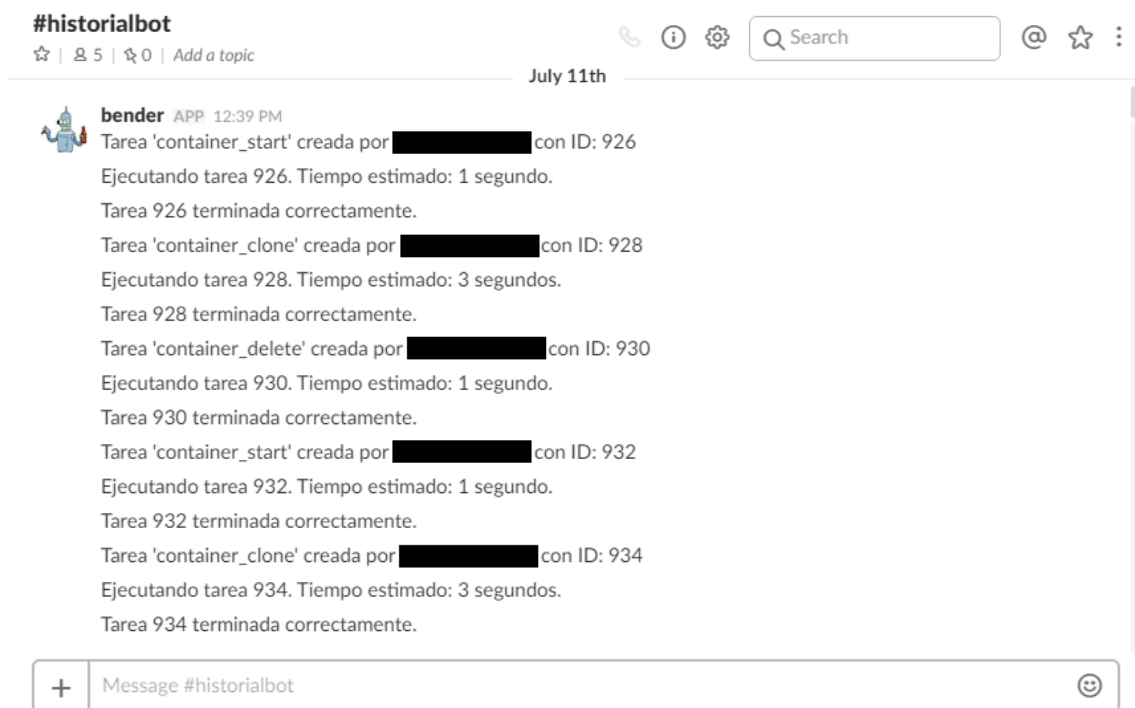 #historialbot
5 | 0 | Add a topic
Search
July 11th
bender APP 12:39 PM
Tarea 'container_start' creada por con ID: 926
Ejecutando tarea 926. Tiempo estimado: 1 segundo.
Tarea 926 terminada correctamente.
Tarea 'container_clone' creada por con ID: 928
Ejecutando tarea 928. Tiempo estimado: 3 segundos.
Tarea 928 terminada correctamente.
Tarea 'container_delete' creada por con ID: 930
Ejecutando tarea 930. Tiempo estimado: 1 segundo.
Tarea 930 terminada correctamente.
Tarea 'container_start' creada por con ID: 932
Ejecutando tarea 932. Tiempo estimado: 1 segundo.
Tarea 932 terminada correctamente.
Tarea 'container_clone' creada por con ID: 934
Ejecutando tarea 934. Tiempo estimado: 3 segundos.
Tarea 934 terminada correctamente.
Message #historialbot